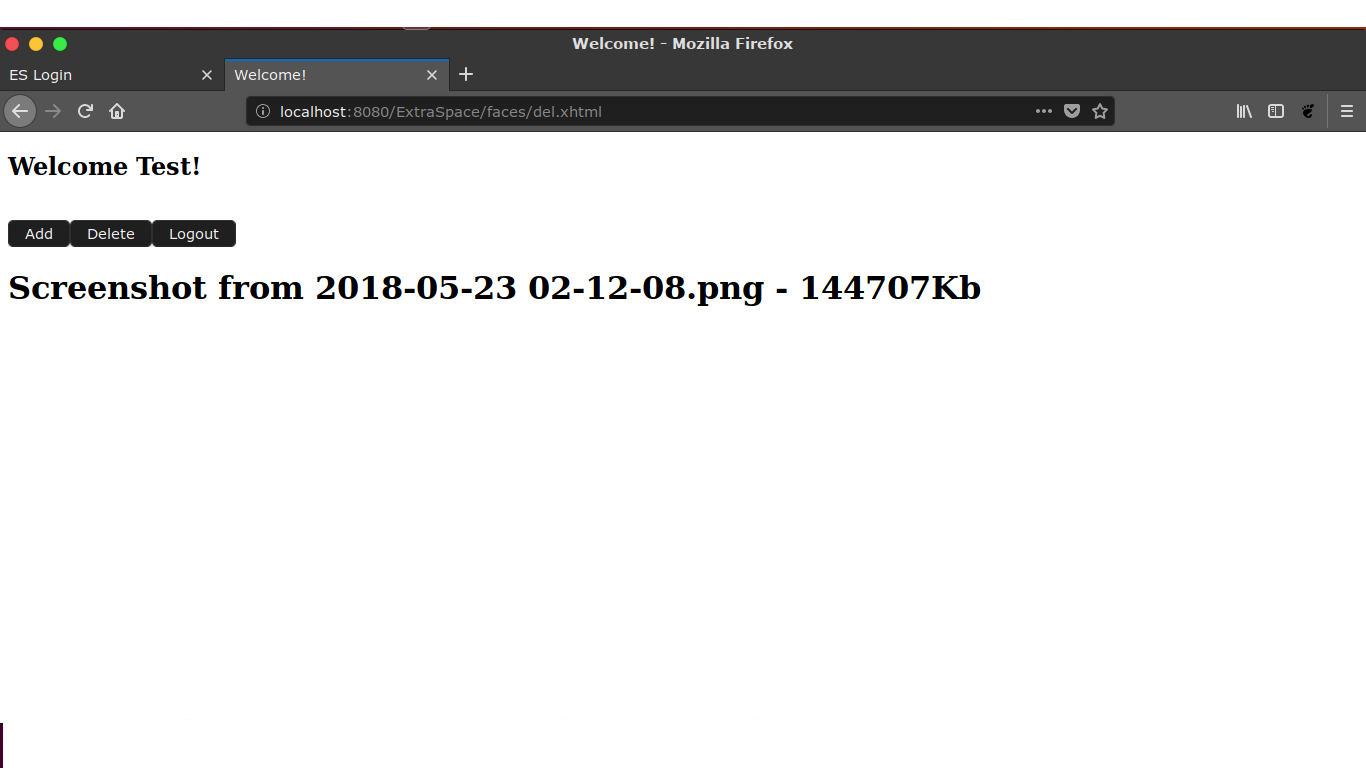 Welcome! - Mozilla Firefox
ES Login
Welcome!
localhost:8080/ExtraSpace/faces/del.xhtml
Welcome Test!
Add Delete Logout
Screenshot from 2018-05-23 02-12-08.png - 144707Kb